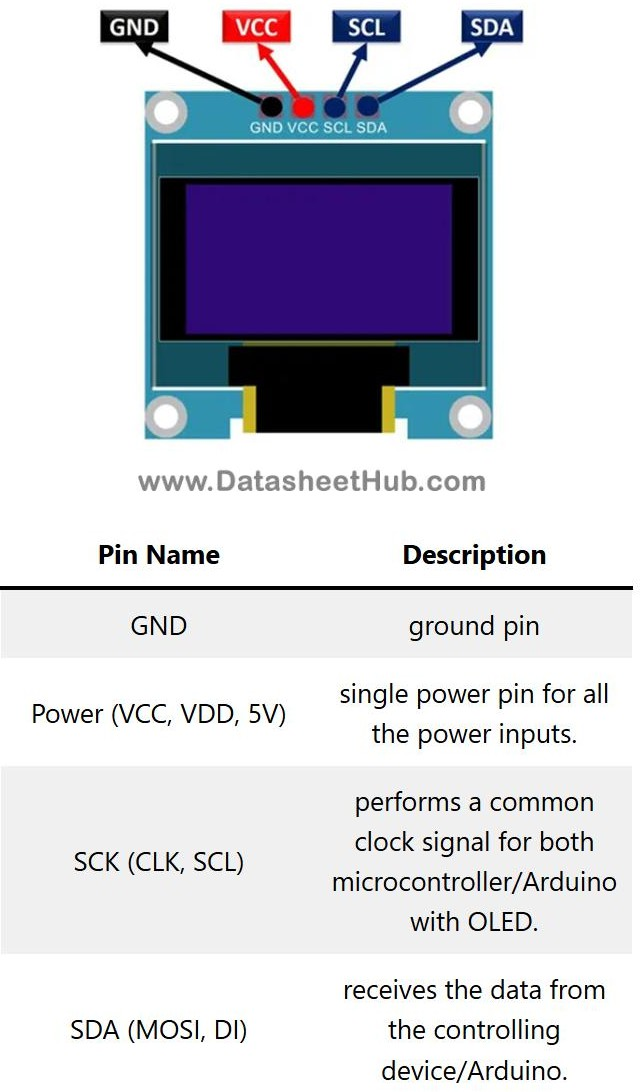 GND VCC SCL SDA
GND VCC SCL SDA
www.DatasheetHub.com
Pin Name Description
GND ground pin
Power (VCC, VDD, 5V) single power pin for all
the power inputs.
SCK (CLK, SCL) performs a common
clock signal for both
microcontroller/Arduino
with OLED.
SDA (MOSI, DI) receives the data from
the controlling
device/Arduino.